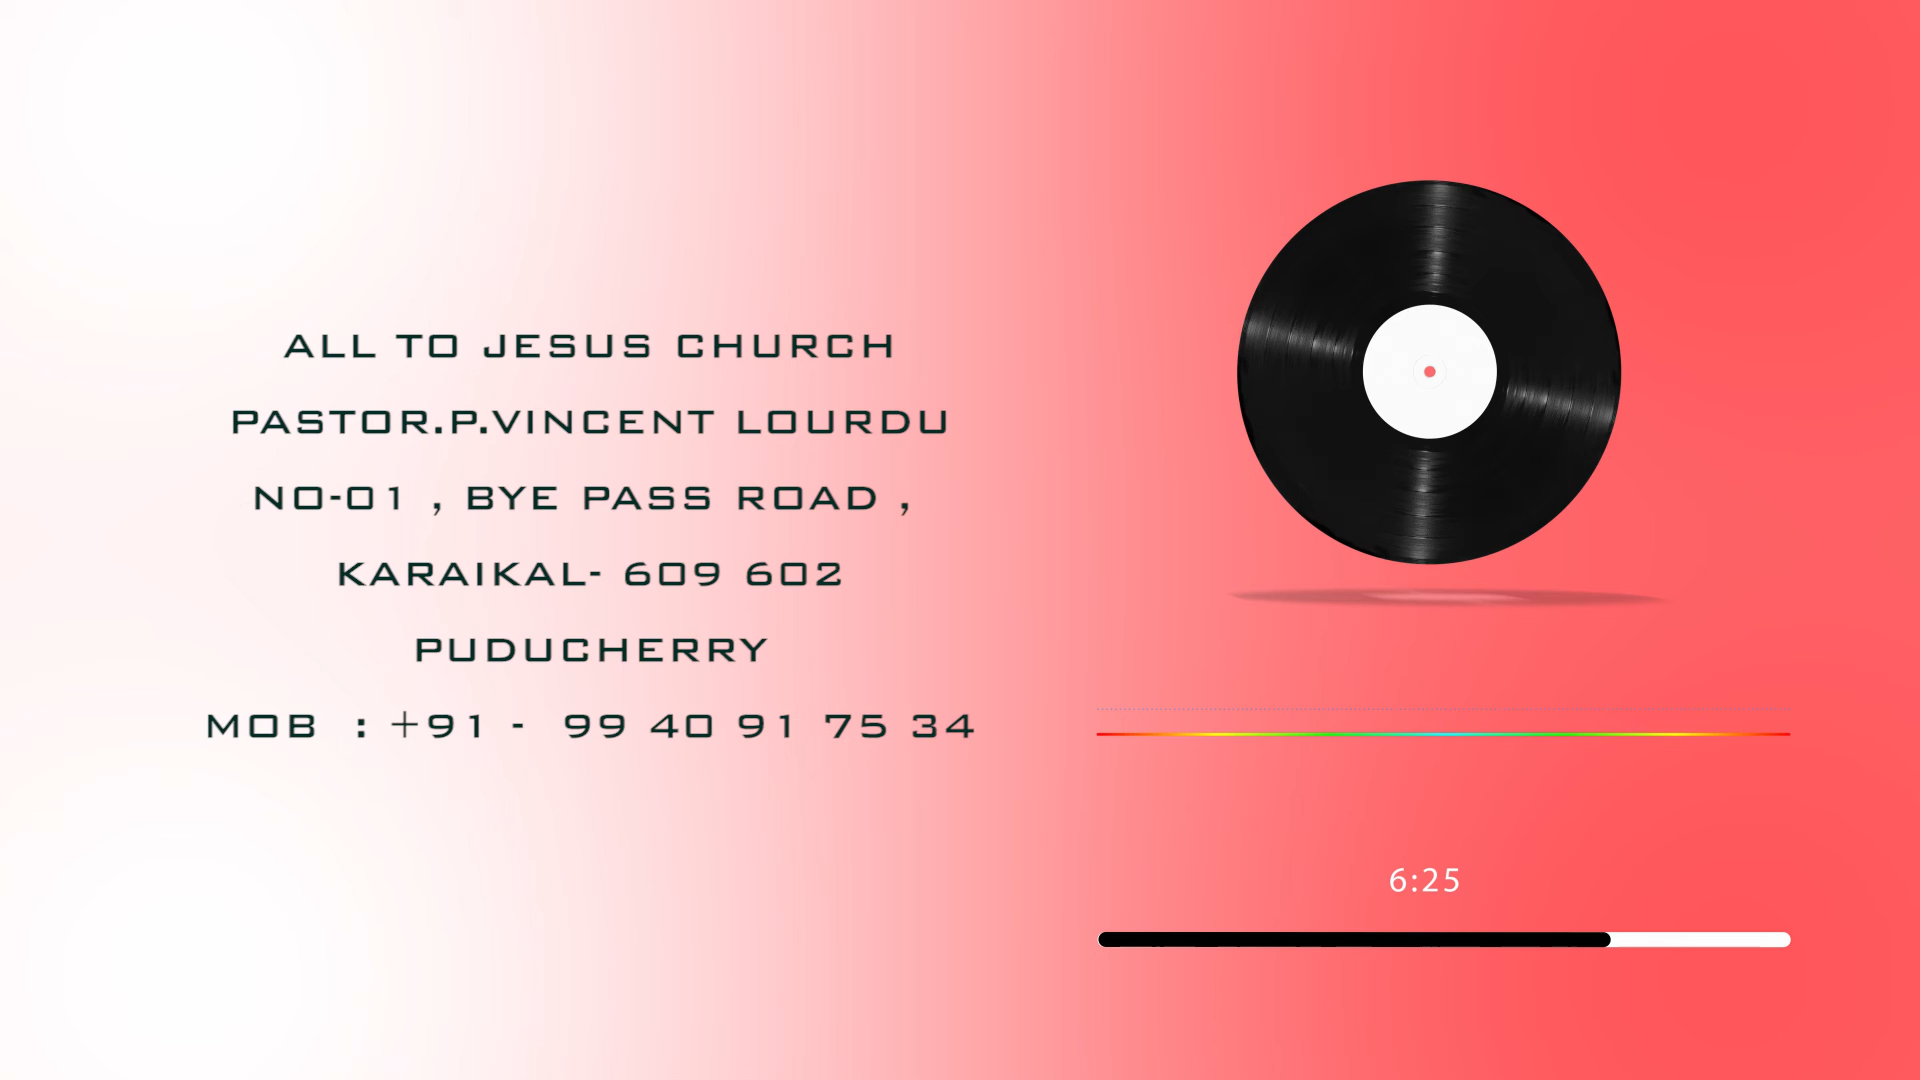 ALL TO JESUS CHURCH
PASTOR.P.VINCENT LOURDU
NO-01 , BYE PASS ROAD ,
KARAIKAL- 609 602
PUDUCHERRY
MOB : +91 - 99 40 91 75 34
6:25